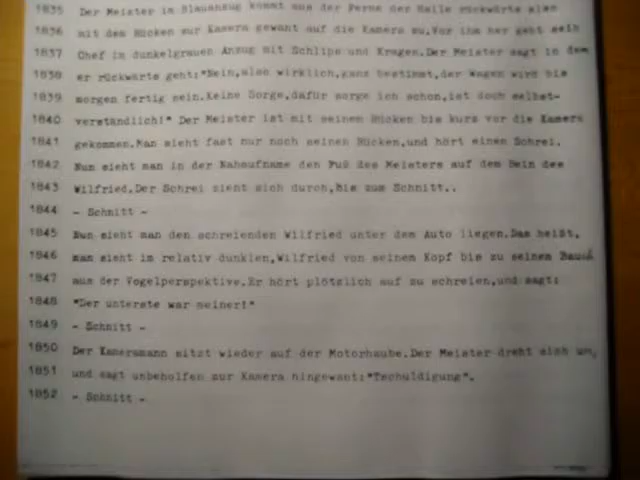 1835 Der Meister im Blauanzug kommt aus der Ferne der Halle rückwärts also
1836 mit dem Rücken zur Kamera gewant auf die Kamera zu. Vor ihm her geht sein
1837 Chef im dunkelgrauen Anzug mit Schlips und Kragen.Der Meister sagt in dem
1838 er rückwärts geht:"Nein,also wirklich,ganz bestimmt,der Wagen wird bis
1839 morgen fertig sein.Keine Sorge,dafür sorge ich schon,ist doch selbst-
1840 verständlich!" Der Meister ist mit seinem Rücken bis kurz vor die Kamera
1841 gekommen.Man sieht fast nur noch seinen Rücken,und hört einen Schrei.
1842 Nun sieht man in der Nahaufname den Fuß des Meisters auf dem Bein des
1843 Wilfried.Der Schrei zieht sich durch,bis zum Schnitt..
1844 - Schnitt -
1845 Nun sieht man den schreienden Wilfried unter dem Auto liegen.Das heißt,
1846 man sieht im relativ dunklen,Wilfried von seinem Kopf bis zu seinem Bauch
1847 aus der Vogelperspektive.Er hört plötzlich auf zu schreien,und sagt:
1848 "Der unterste war meiner!"
1849 - Schnitt -
1850 Der Kameramann sitzt wieder auf der Motorhaube.Der Meister dreht sich um,
1851 und sagt unbeholfen zur Kamera hingewant:"Tschuldigung".
1852 - Schnitt -